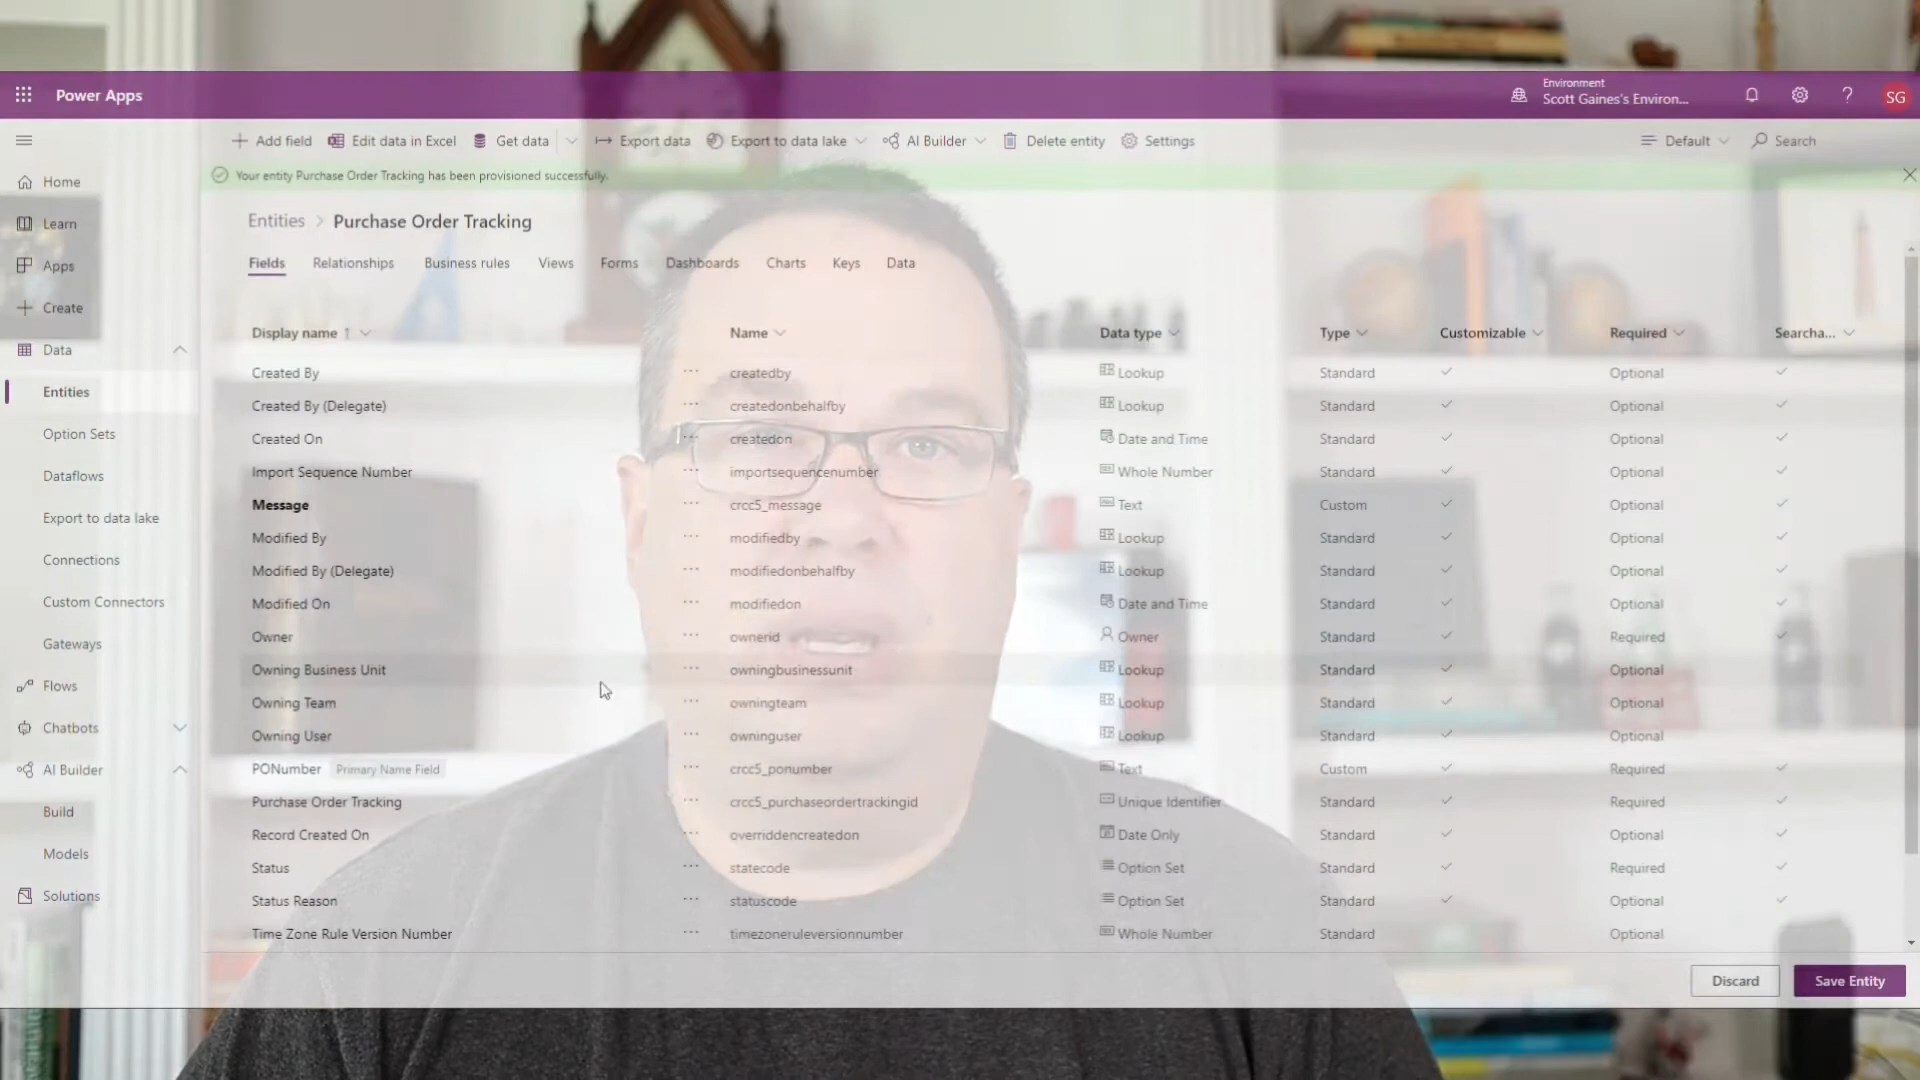 Power Apps
Environment
Scott Gaines's Environ...
?
SG
Add field
Edit data in Excel
Get data
Export data
Export to data lake
AI Builder
Delete entity
Settings
Default
Search
Your entity Purchase Order Tracking has been provisioned successfully.
Home
Learn
Apps
Create
Data
Entities
Option Sets
Dataflows
Export to data lake
Connections
Custom Connectors
Gateways
Flows
Chatbots
AI Builder
Build
Models
Solutions
Entities > Purchase Order Tracking
Fields Relationships Business rules Views Forms Dashboards Charts Keys Data
Display name ↑ Name Data type Type Customizable Required Searcha...
Created By ... createdby Lookup Standard Optional
Created By (Delegate) ... createdonbehalfby Lookup Standard Optional
Created On ... createdon Date and Time Standard Optional
Import Sequence Number ... importsequencenumber Whole Number Standard Optional
Message ... crcc5_message Text Custom Optional
Modified By ... modifiedby Lookup Standard Optional
Modified By (Delegate) ... modifiedonbehalfby Lookup Standard Optional
Modified On ... modifiedon Date and Time Standard Optional
Owner ... ownerid Owner Standard Required
Owning Business Unit ... owningbusinessunit Lookup Standard Optional
Owning Team ... owningteam Lookup Standard Optional
Owning User ... owninguser Lookup Standard Optional
PONumber Primary Name Field ... crcc5_ponumber Text Custom Required
Purchase Order Tracking ... crcc5_purchaseordertrackingid Unique Identifier Standard Required
Record Created On ... overriddencreatedon Date Only Standard Optional
Status ... statecode Option Set Standard Required
Status Reason ... statuscode Option Set Standard Optional
Time Zone Rule Version Number ... timezoneruleversionnumber Whole Number Standard Optional
Discard
Save Entity